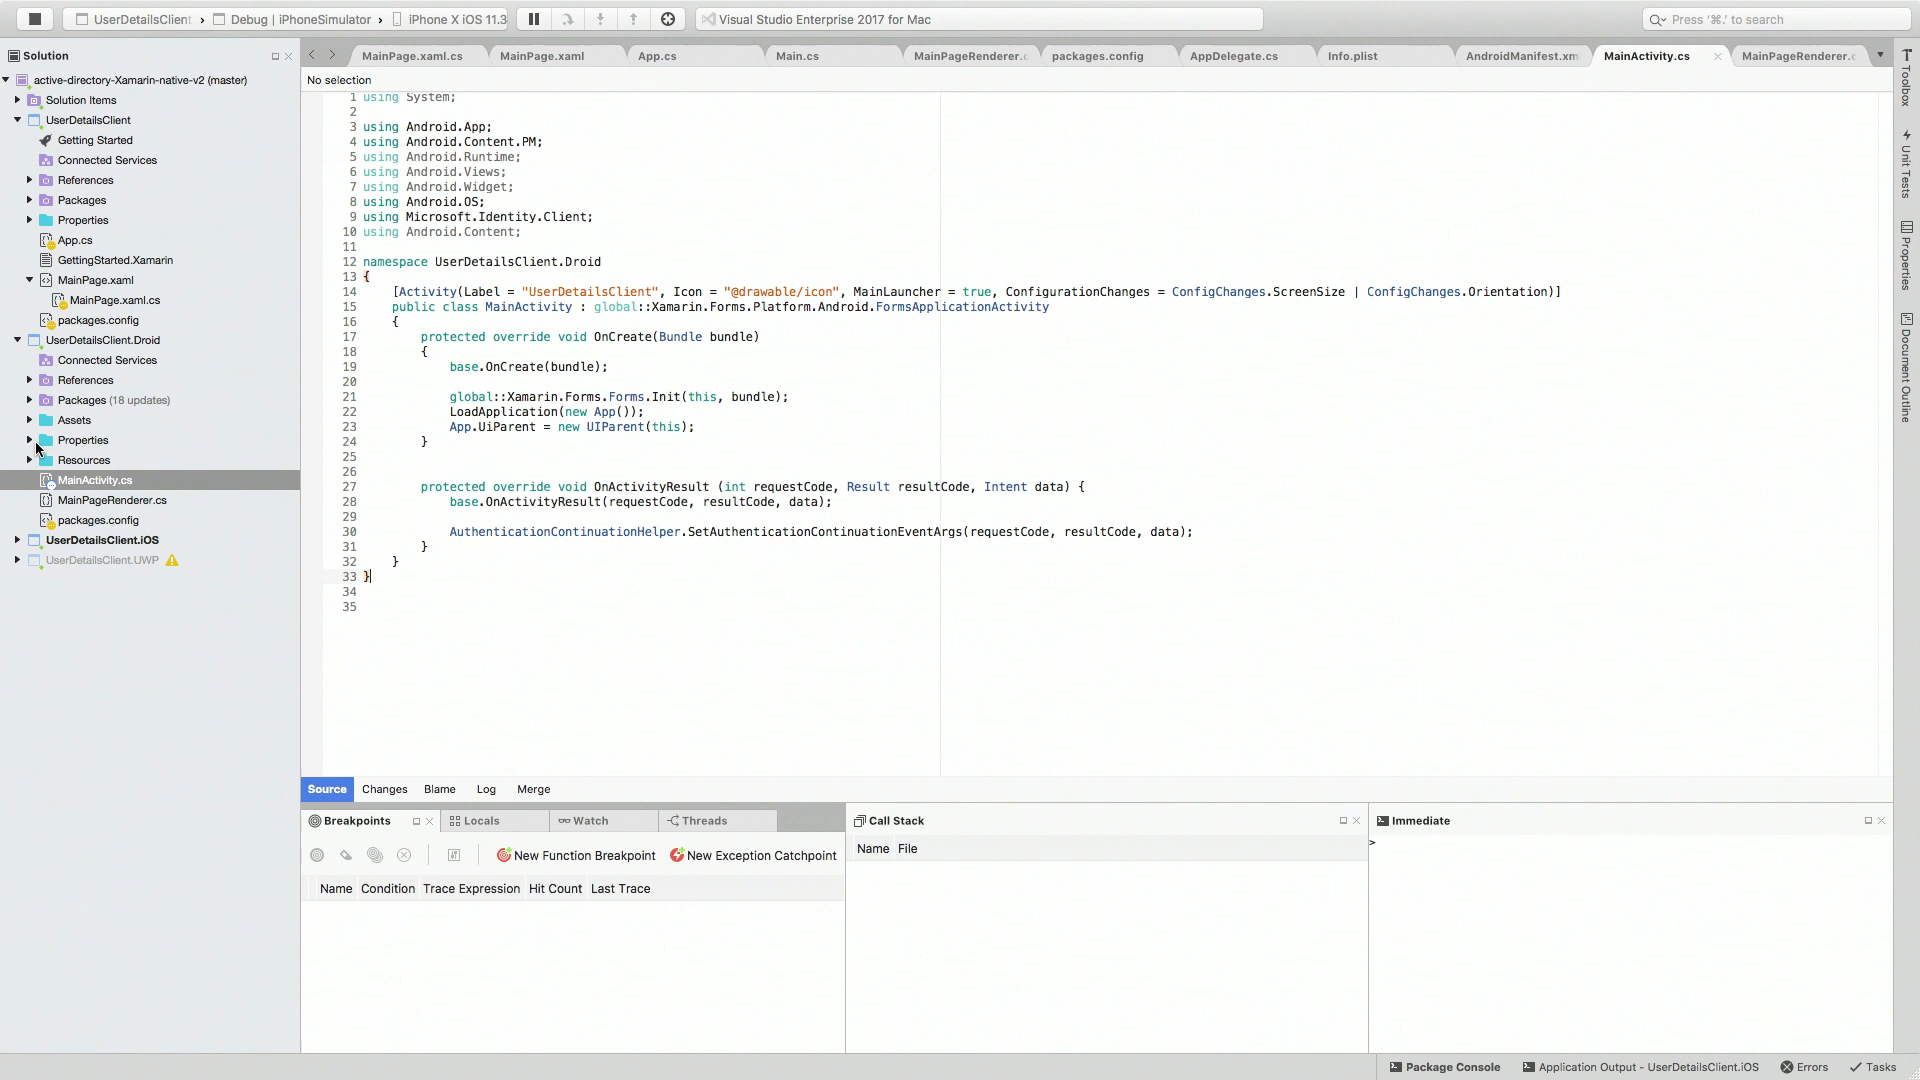 UserDetailsClient › Debug | iPhoneSimulator › iPhone X iOS 11.3
Visual Studio Enterprise 2017 for Mac
Press '⌘.' to search
Solution
active-directory-Xamarin-native-v2 (master)
Solution Items
UserDetailsClient
Getting Started
Connected Services
References
Packages
Properties
App.cs
GettingStarted.Xamarin
MainPage.xaml
MainPage.xaml.cs
packages.config
UserDetailsClient.Droid
Connected Services
References
Packages (18 updates)
Assets
Properties
Resources
MainActivity.cs
MainPageRenderer.cs
packages.config
UserDetailsClient.iOS
UserDetailsClient.UWP
MainPage.xaml.cs
MainPage.xaml
App.cs
Main.cs
MainPageRenderer.c
packages.config
AppDelegate.cs
Info.plist
AndroidManifest.xm
MainActivity.cs
MainPageRenderer.c
No selection
1 using System;
2
3 using Android.App;
4 using Android.Content.PM;
5 using Android.Runtime;
6 using Android.Views;
7 using Android.Widget;
8 using Android.OS;
9 using Microsoft.Identity.Client;
10 using Android.Content;
11
12 namespace UserDetailsClient.Droid
13 {
14 [Activity(Label = "UserDetailsClient", Icon = "@drawable/icon", MainLauncher = true, ConfigurationChanges = ConfigChanges.ScreenSize | ConfigChanges.Orientation)]
15 public class MainActivity : global::Xamarin.Forms.Platform.Android.FormsApplicationActivity
16 {
17 protected override void OnCreate(Bundle bundle)
18 {
19 base.OnCreate(bundle);
20
21 global::Xamarin.Forms.Forms.Init(this, bundle);
22 LoadApplication(new App());
23 App.UiParent = new UIParent(this);
24 }
25
26
27 protected override void OnActivityResult (int requestCode, Result resultCode, Intent data) {
28 base.OnActivityResult(requestCode, resultCode, data);
29
30 AuthenticationContinuationHelper.SetAuthenticationContinuationEventArgs(requestCode, resultCode, data);
31 }
32 }
33 }
34
35
Source Changes Blame Log Merge
Breakpoints
Locals
Watch
Threads
New Function Breakpoint
New Exception Catchpoint
Name Condition Trace Expression Hit Count Last Trace
Call Stack
Name File
Immediate
>
Toolbox
Unit Tests
Properties
Document Outline
Package Console
Application Output - UserDetailsClient.iOS
Errors
Tasks